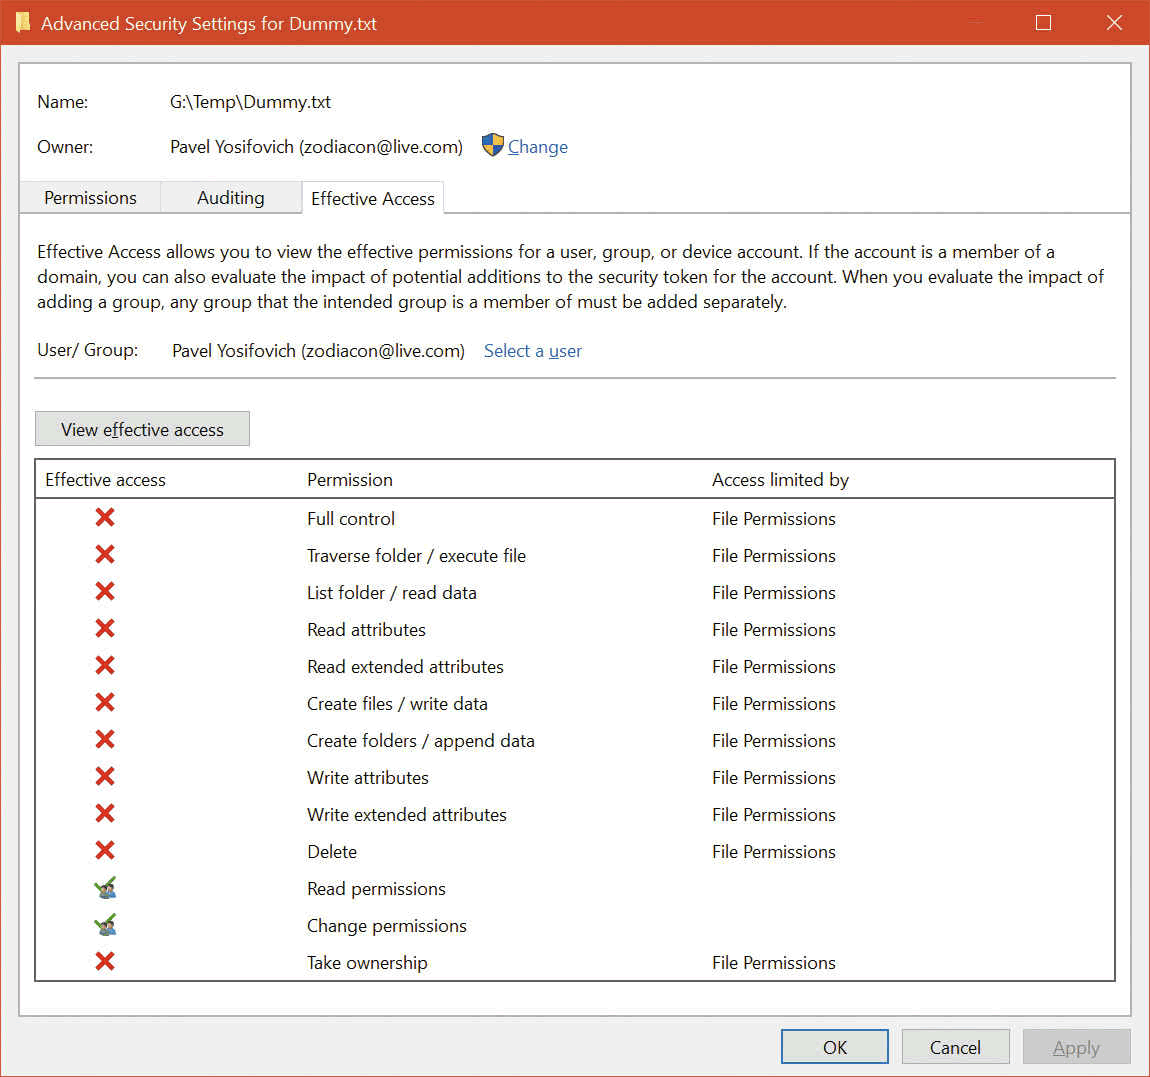 Advanced Security Settings for Dummy.txt
Name: G:\Temp\Dummy.txt
Owner: Pavel Yosifovich (zodiacon@live.com) Change
Permissions Auditing Effective Access
Effective Access allows you to view the effective permissions for a user, group, or device account. If the account is a member of a
domain, you can also evaluate the impact of potential additions to the security token for the account. When you evaluate the impact of
adding a group, any group that the intended group is a member of must be added separately.
User/ Group: Pavel Yosifovich (zodiacon@live.com) Select a user
View effective access
Effective access Permission Access limited by
Full control File Permissions
Traverse folder / execute file File Permissions
List folder / read data File Permissions
Read attributes File Permissions
Read extended attributes File Permissions
Create files / write data File Permissions
Create folders / append data File Permissions
Write attributes File Permissions
Write extended attributes File Permissions
Delete File Permissions
Read permissions
Change permissions
Take ownership File Permissions
OK Cancel Apply